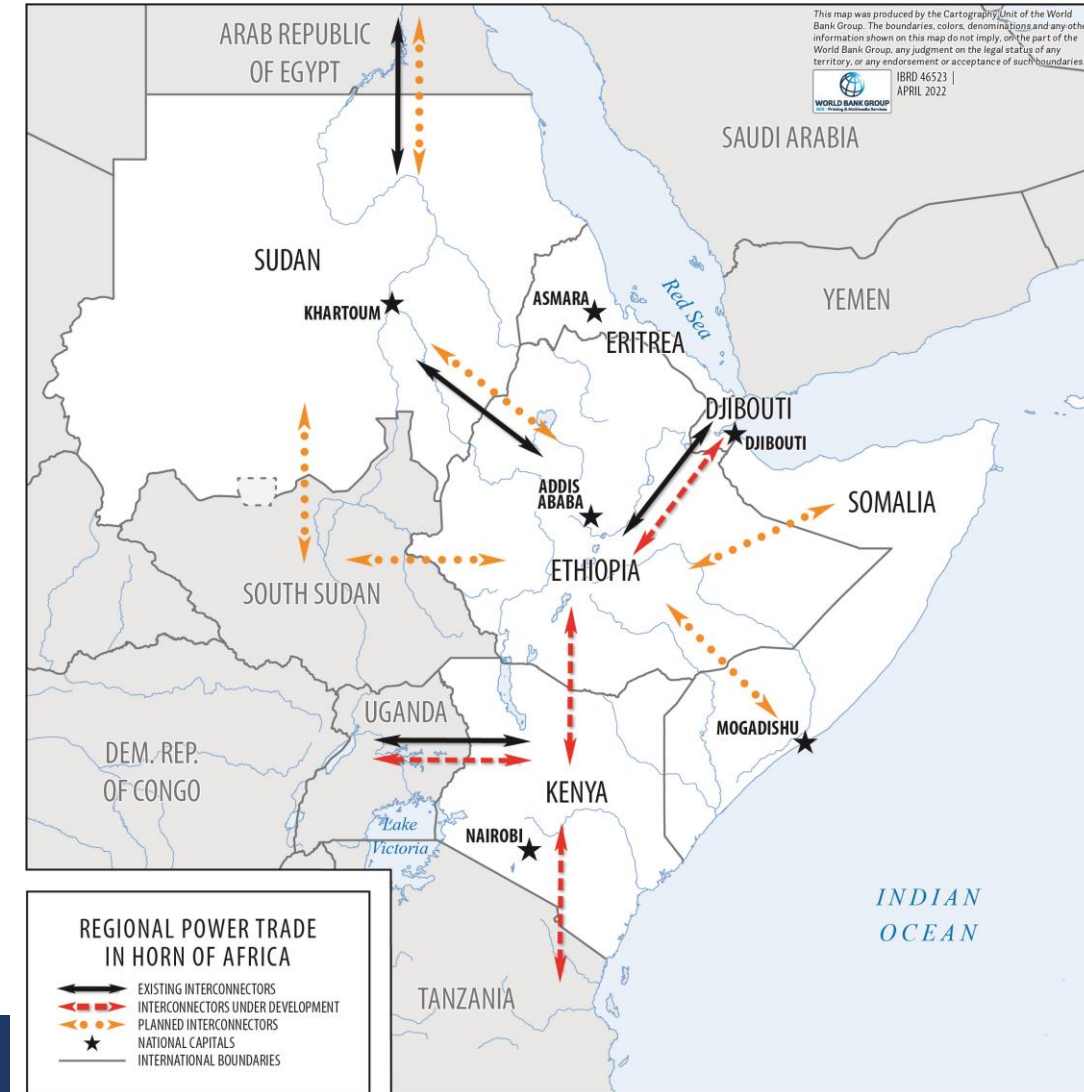 This map was produced by the Cartography Unit of the World
Bank Group. The boundaries, colors, denominations and any other
information shown on this map do not imply, on the part of the
World Bank Group, any judgment on the legal status of any
territory, or any endorsement or acceptance of such boundaries.
WORLD BANK GROUP
GCS - Printing & Multimedia Services
IBRD 46523 |
APRIL 2022
ARAB REPUBLIC
OF EGYPT
SAUDI ARABIA
SUDAN
KHARTOUM
ASMARA
ERITREA
Red Sea
YEMEN
DJIBOUTI
DJIBOUTI
ADDIS
ABABA
SOMALIA
ETHIOPIA
SOUTH SUDAN
UGANDA
MOGADISHU
DEM. REP.
OF CONGO
KENYA
Lake
Victoria
NAIROBI
INDIAN
OCEAN
TANZANIA
REGIONAL POWER TRADE
IN HORN OF AFRICA
EXISTING INTERCONNECTORS
INTERCONNECTORS UNDER DEVELOPMENT
PLANNED INTERCONNECTORS
NATIONAL CAPITALS
INTERNATIONAL BOUNDARIES